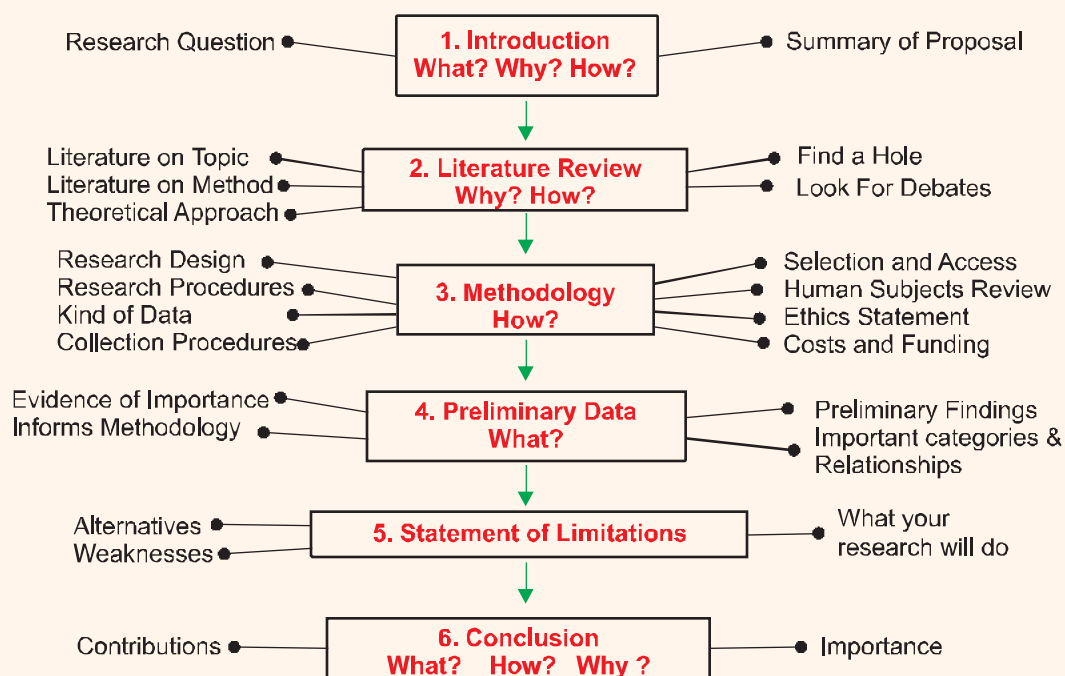 Research Question
1. Introduction
What? Why? How?
Summary of Proposal
Literature on Topic
Literature on Method
Theoretical Approach
2. Literature Review
Why? How?
Find a Hole
Look For Debates
Research Design
Research Procedures
Kind of Data
Collection Procedures
3. Methodology
How?
Selection and Access
Human Subjects Review
Ethics Statement
Costs and Funding
Evidence of Importance
Informs Methodology
4. Preliminary Data
What?
Preliminary Findings
Important categories &
Relationships
Alternatives
Weaknesses
5. Statement of Limitations
What your
research will do
Contributions
6. Conclusion
What? How? Why ?
Importance